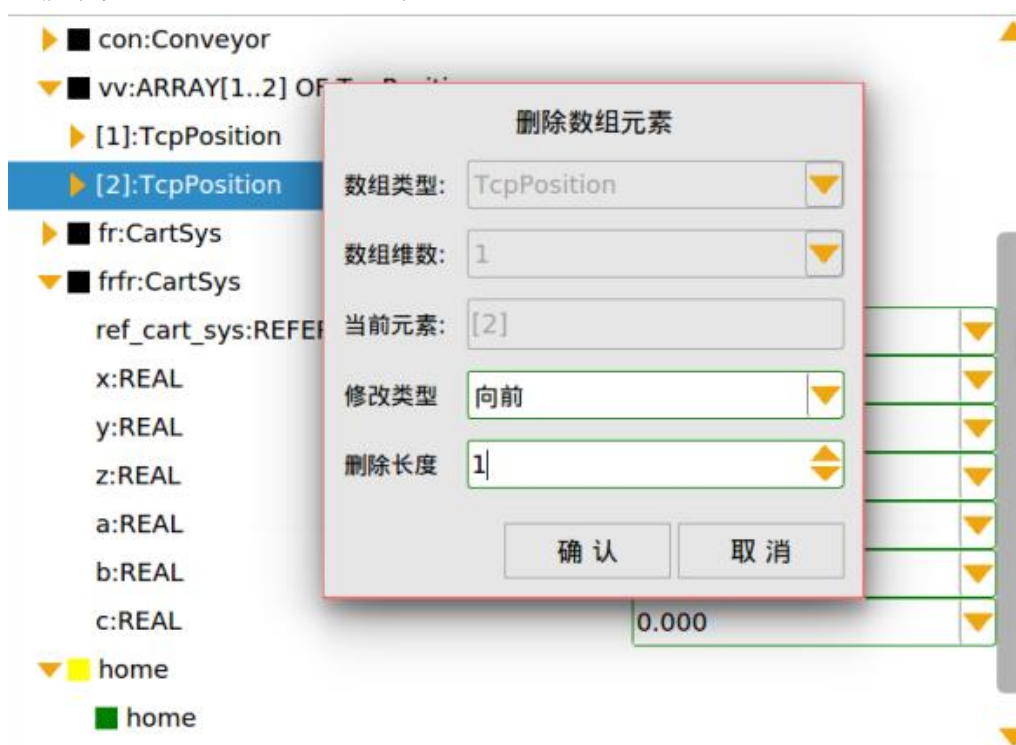 con:Conveyor
vv:ARRAY[1..2] OF
删除数组元素
[1]:TcpPosition
[2]:TcpPosition
数组类型: TcpPosition
fr:CartSys
数组维数: 1
frfr:CartSys
ref_cart_sys:REFER
当前元素: [2]
x:REAL
修改类型 向前
y:REAL
z:REAL
删除长度 1
a:REAL
b:REAL
确认 取消
c:REAL 0.000
home
home